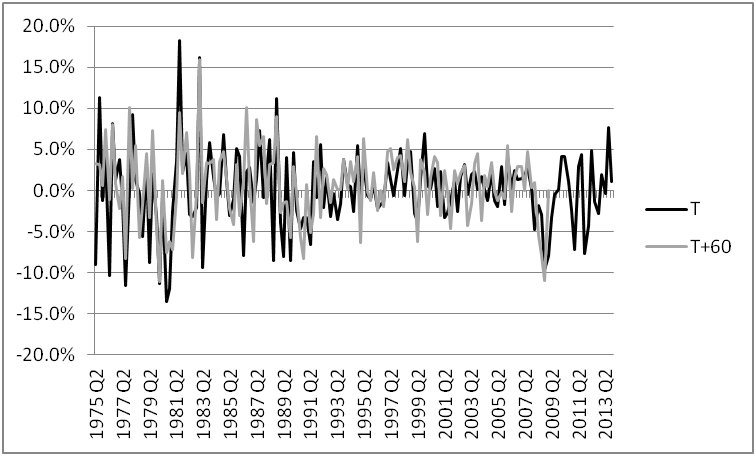 20.0%
15.0%
10.0%
5.0%
0.0%
-5.0%
-10.0%
-15.0%
-20.0%
1975 Q2
1977 Q2
1979 Q2
1981 Q2
1983 Q2
1985 Q2
1987 Q2
1989 Q2
1991 Q2
1993 Q2
1995 Q2
1997 Q2
1999 Q2
2001 Q2
2003 Q2
2005 Q2
2007 Q2
2009 Q2
2011 Q2
2013 Q2
T
T+60